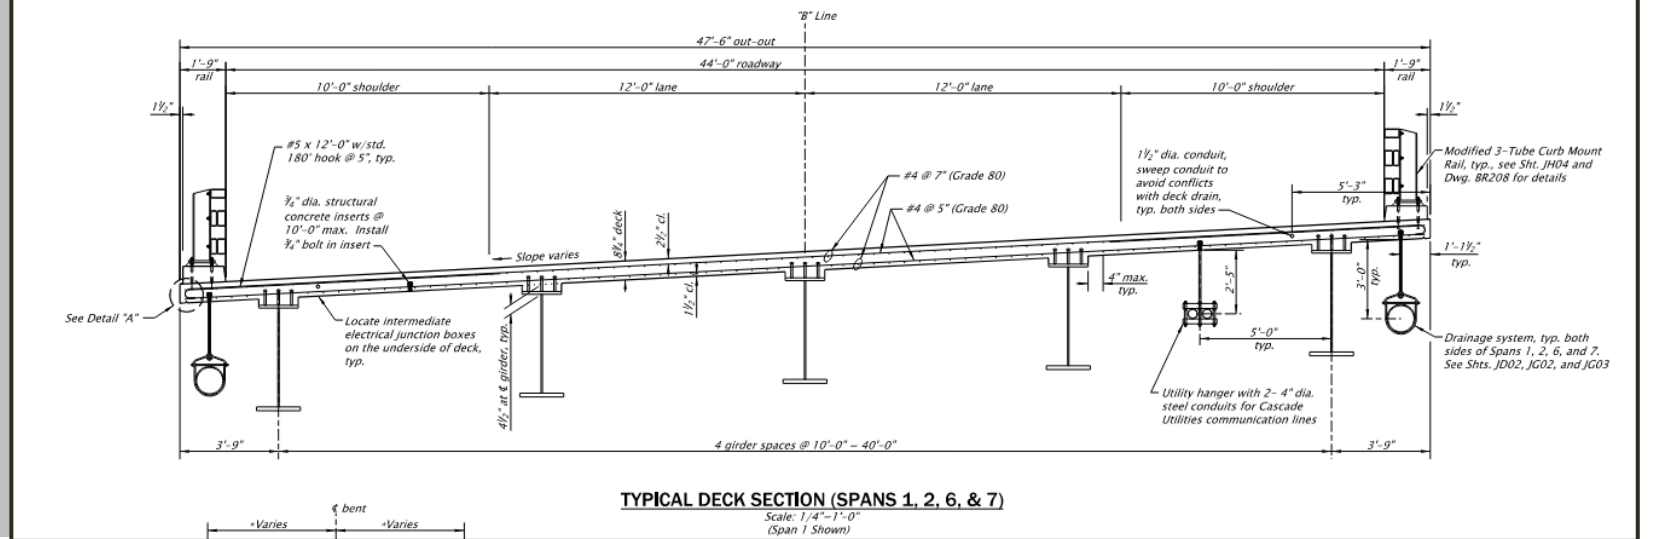 "B" Line
47'-6" out-out
1'-9"
rail
44'-0" roadway
1'-9"
rail
10'-0" shoulder
12'-0" lane
12'-0" lane
10'-0" shoulder
1½"
1½"
#5 x 12'-0" w/std.
180° hook @ 5", typ.
¾" dia. structural
concrete inserts @
10'-0" max. Install
¾" bolt in insert
Slope varies
8¼" deck
2½" cl.
1½" cl.
#4 @ 7" (Grade 80)
#4 @ 5" (Grade 80)
1½" dia. conduit,
sweep conduit to
avoid conflicts
with deck drain,
typ. both sides
5'-3"
typ.
Modified 3-Tube Curb Mount
Rail, typ., see Sht. JH04 and
Dwg. BR208 for details
1'-1½"
typ.
3'-0"
typ.
2'-5"
4" max.
typ.
5'-0"
typ.
See Detail "A"
Locate intermediate
electrical junction boxes
on the underside of deck,
typ.
4½" at ℄ girder, typ.
Utility hanger with 2- 4" dia.
steel conduits for Cascade
Utilities communication lines
Drainage system, typ. both
sides of Spans 1, 2, 6, and 7.
See Shts. JD02, JG02, and JG03
3'-9"
4 girder spaces @ 10'-0" = 40'-0"
3'-9"
TYPICAL DECK SECTION (SPANS 1, 2, 6, & 7)
Scale: 1/4"=1'-0"
(Span 1 Shown)
℄ bent
*Varies
*Varies